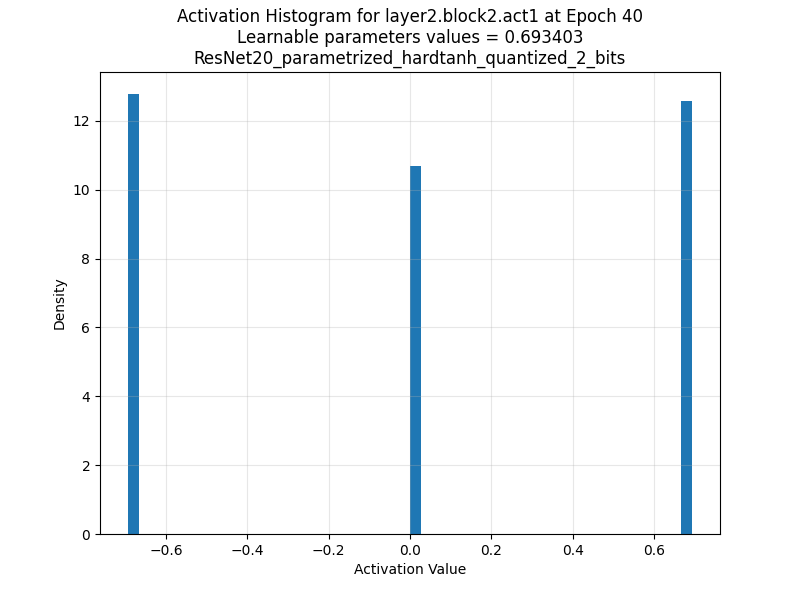 Activation Histogram for layer2.block2.act1 at Epoch 40
Learnable parameters values = 0.693403
ResNet20_parametrized_hardtanh_quantized_2_bits
12
10
8
6
4
2
0
Density
−0.6 −0.4 −0.2 0.0 0.2 0.4 0.6
Activation Value